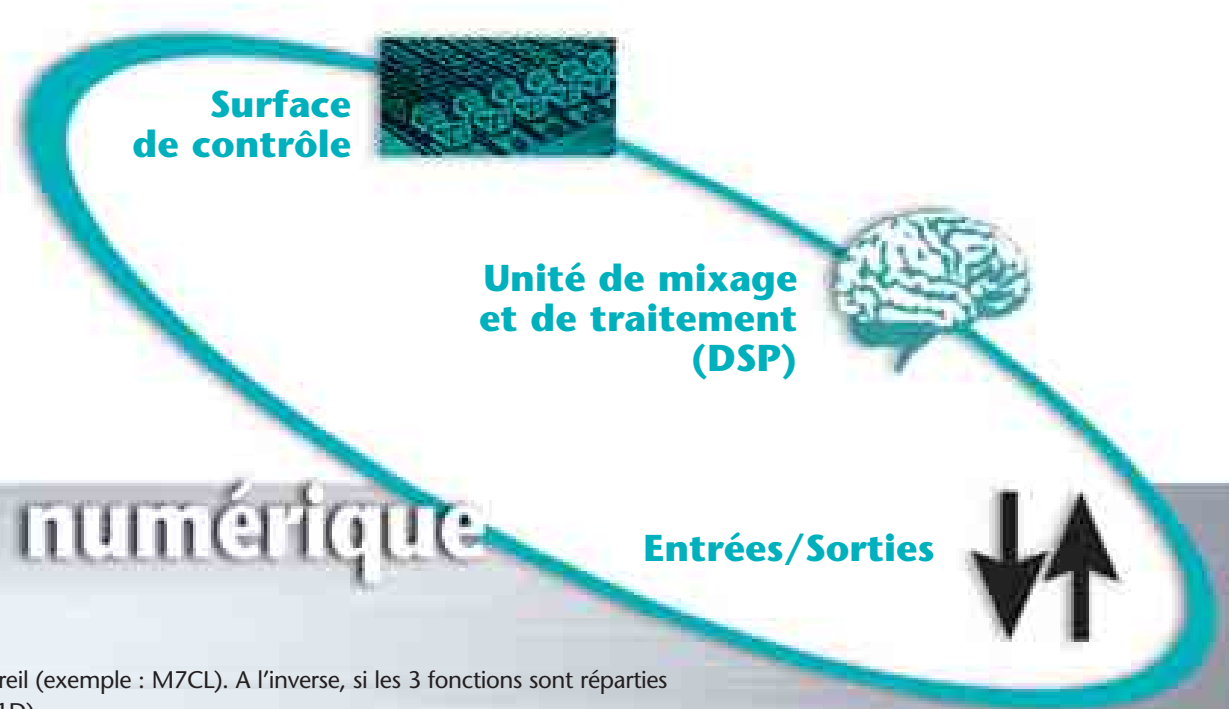 Surface
de contrôle
Unité de mixage
et de traitement
(DSP)
numérique
Entrées/Sorties
reil (exemple : M7CL). A l'inverse, si les 3 fonctions sont réparties
1D)